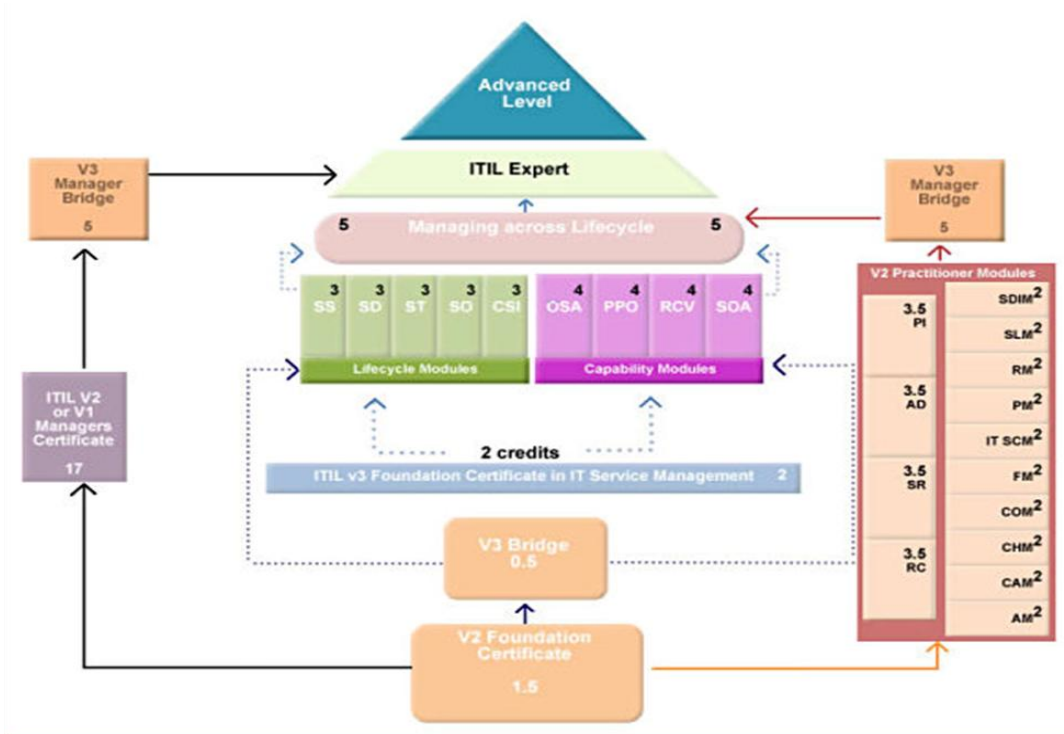 Advanced
Level
ITIL Expert
V3
Manager
Bridge
5
V3
Manager
Bridge
5
5 Managing across Lifecycle 5
3 3 3 3 3 4 4 4 4
SS SD ST SO CSI OSA PPO RCV SOA
Lifecycle Modules
Capability Modules
2 credits
ITIL v3 Foundation Certificate in IT Service Management 2
ITIL V2
or V1
Managers
Certificate
17
V3 Bridge
0.5
V2 Foundation
Certificate
1.5
V2 Practitioner Modules
3.5
PI
3.5
AD
3.5
SR
3.5
RC
SDIM2
SLM2
RM2
PM2
IT SCM2
FM2
COM2
CHM2
CAM2
AM2